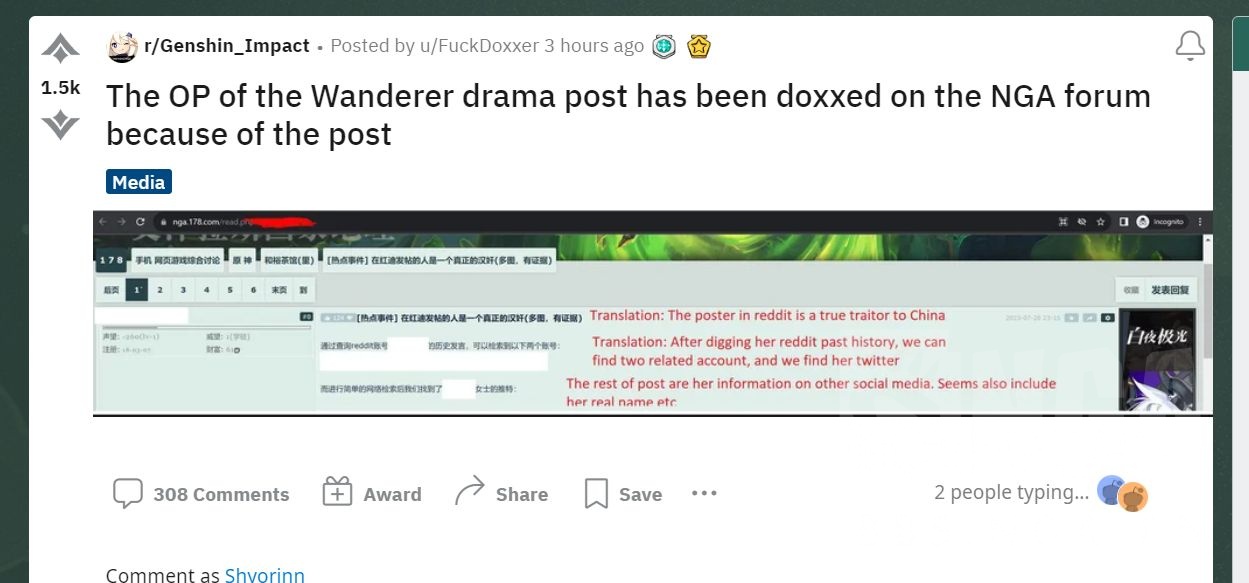 r/Genshin_Impact • Posted by u/FuckDoxxer 3 hours ago
1.5k
The OP of the Wanderer drama post has been doxxed on the NGA forum
because of the post
Media
nga.178.com/read.php
Incognito
178 手机 网页游戏综合讨论 原神 [热点事件] 在红迪发帖的人是一个真正的汉奸(多图，有证据)
后页 1 2 3 4 5 6 末页 到
收藏 发表回复
[热点事件] 在红迪发帖的人是一个真正的汉奸(多图，有证据)
Translation: The poster in reddit is a true traitor to China
声望: 威望:
注册: 财富:
通过查询reddit账号 的历史发言，可以检索到以下两个账号:
Translation: After digging her reddit past history, we can
find two related account, and we find her twitter
白夜极光
而进行简单的网络检索后我们找到了 女士的推特:
The rest of post are her information on other social media. Seems also include
her real name etc
308 Comments Award Share Save ••• 2 people typing...
Comment as Shvorinn